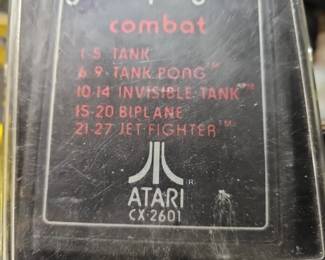 combat
1-5 TANK
6-9 TANK PONG™
10-14 INVISIBLE TANK™
15-20 BIPLANE
21-27 JET FIGHTER™
ATARI®
CX-2601